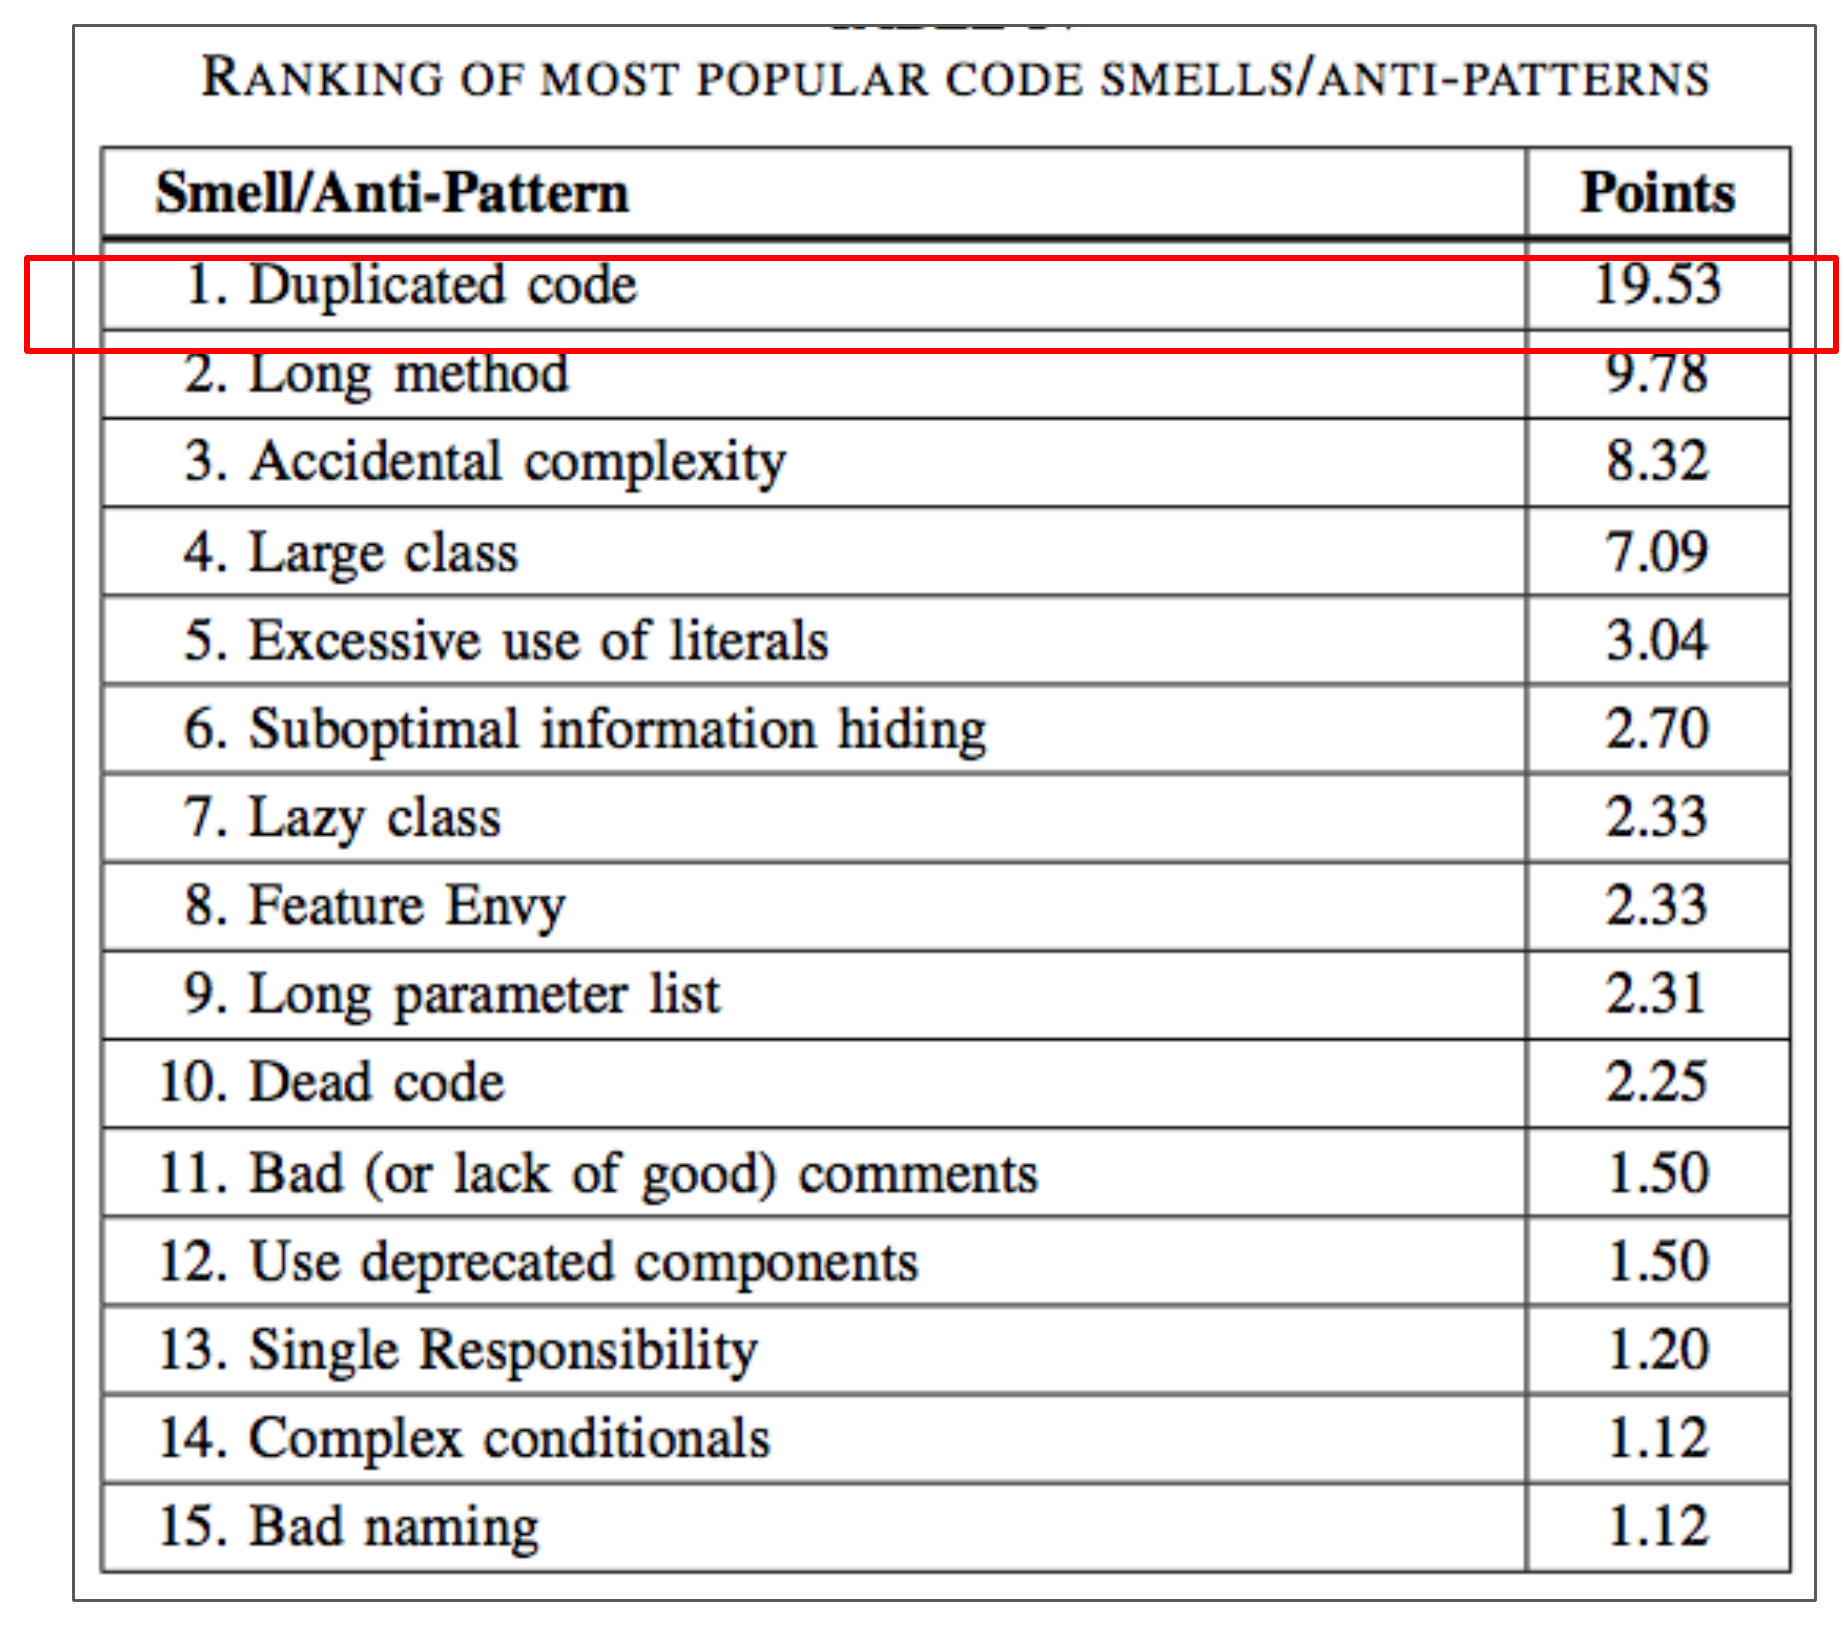 RANKING OF MOST POPULAR CODE SMELLS/ANTI-PATTERNS
Smell/Anti-Pattern Points
1. Duplicated code 19.53
2. Long method 9.78
3. Accidental complexity 8.32
4. Large class 7.09
5. Excessive use of literals 3.04
6. Suboptimal information hiding 2.70
7. Lazy class 2.33
8. Feature Envy 2.33
9. Long parameter list 2.31
10. Dead code 2.25
11. Bad (or lack of good) comments 1.50
12. Use deprecated components 1.50
13. Single Responsibility 1.20
14. Complex conditionals 1.12
15. Bad naming 1.12